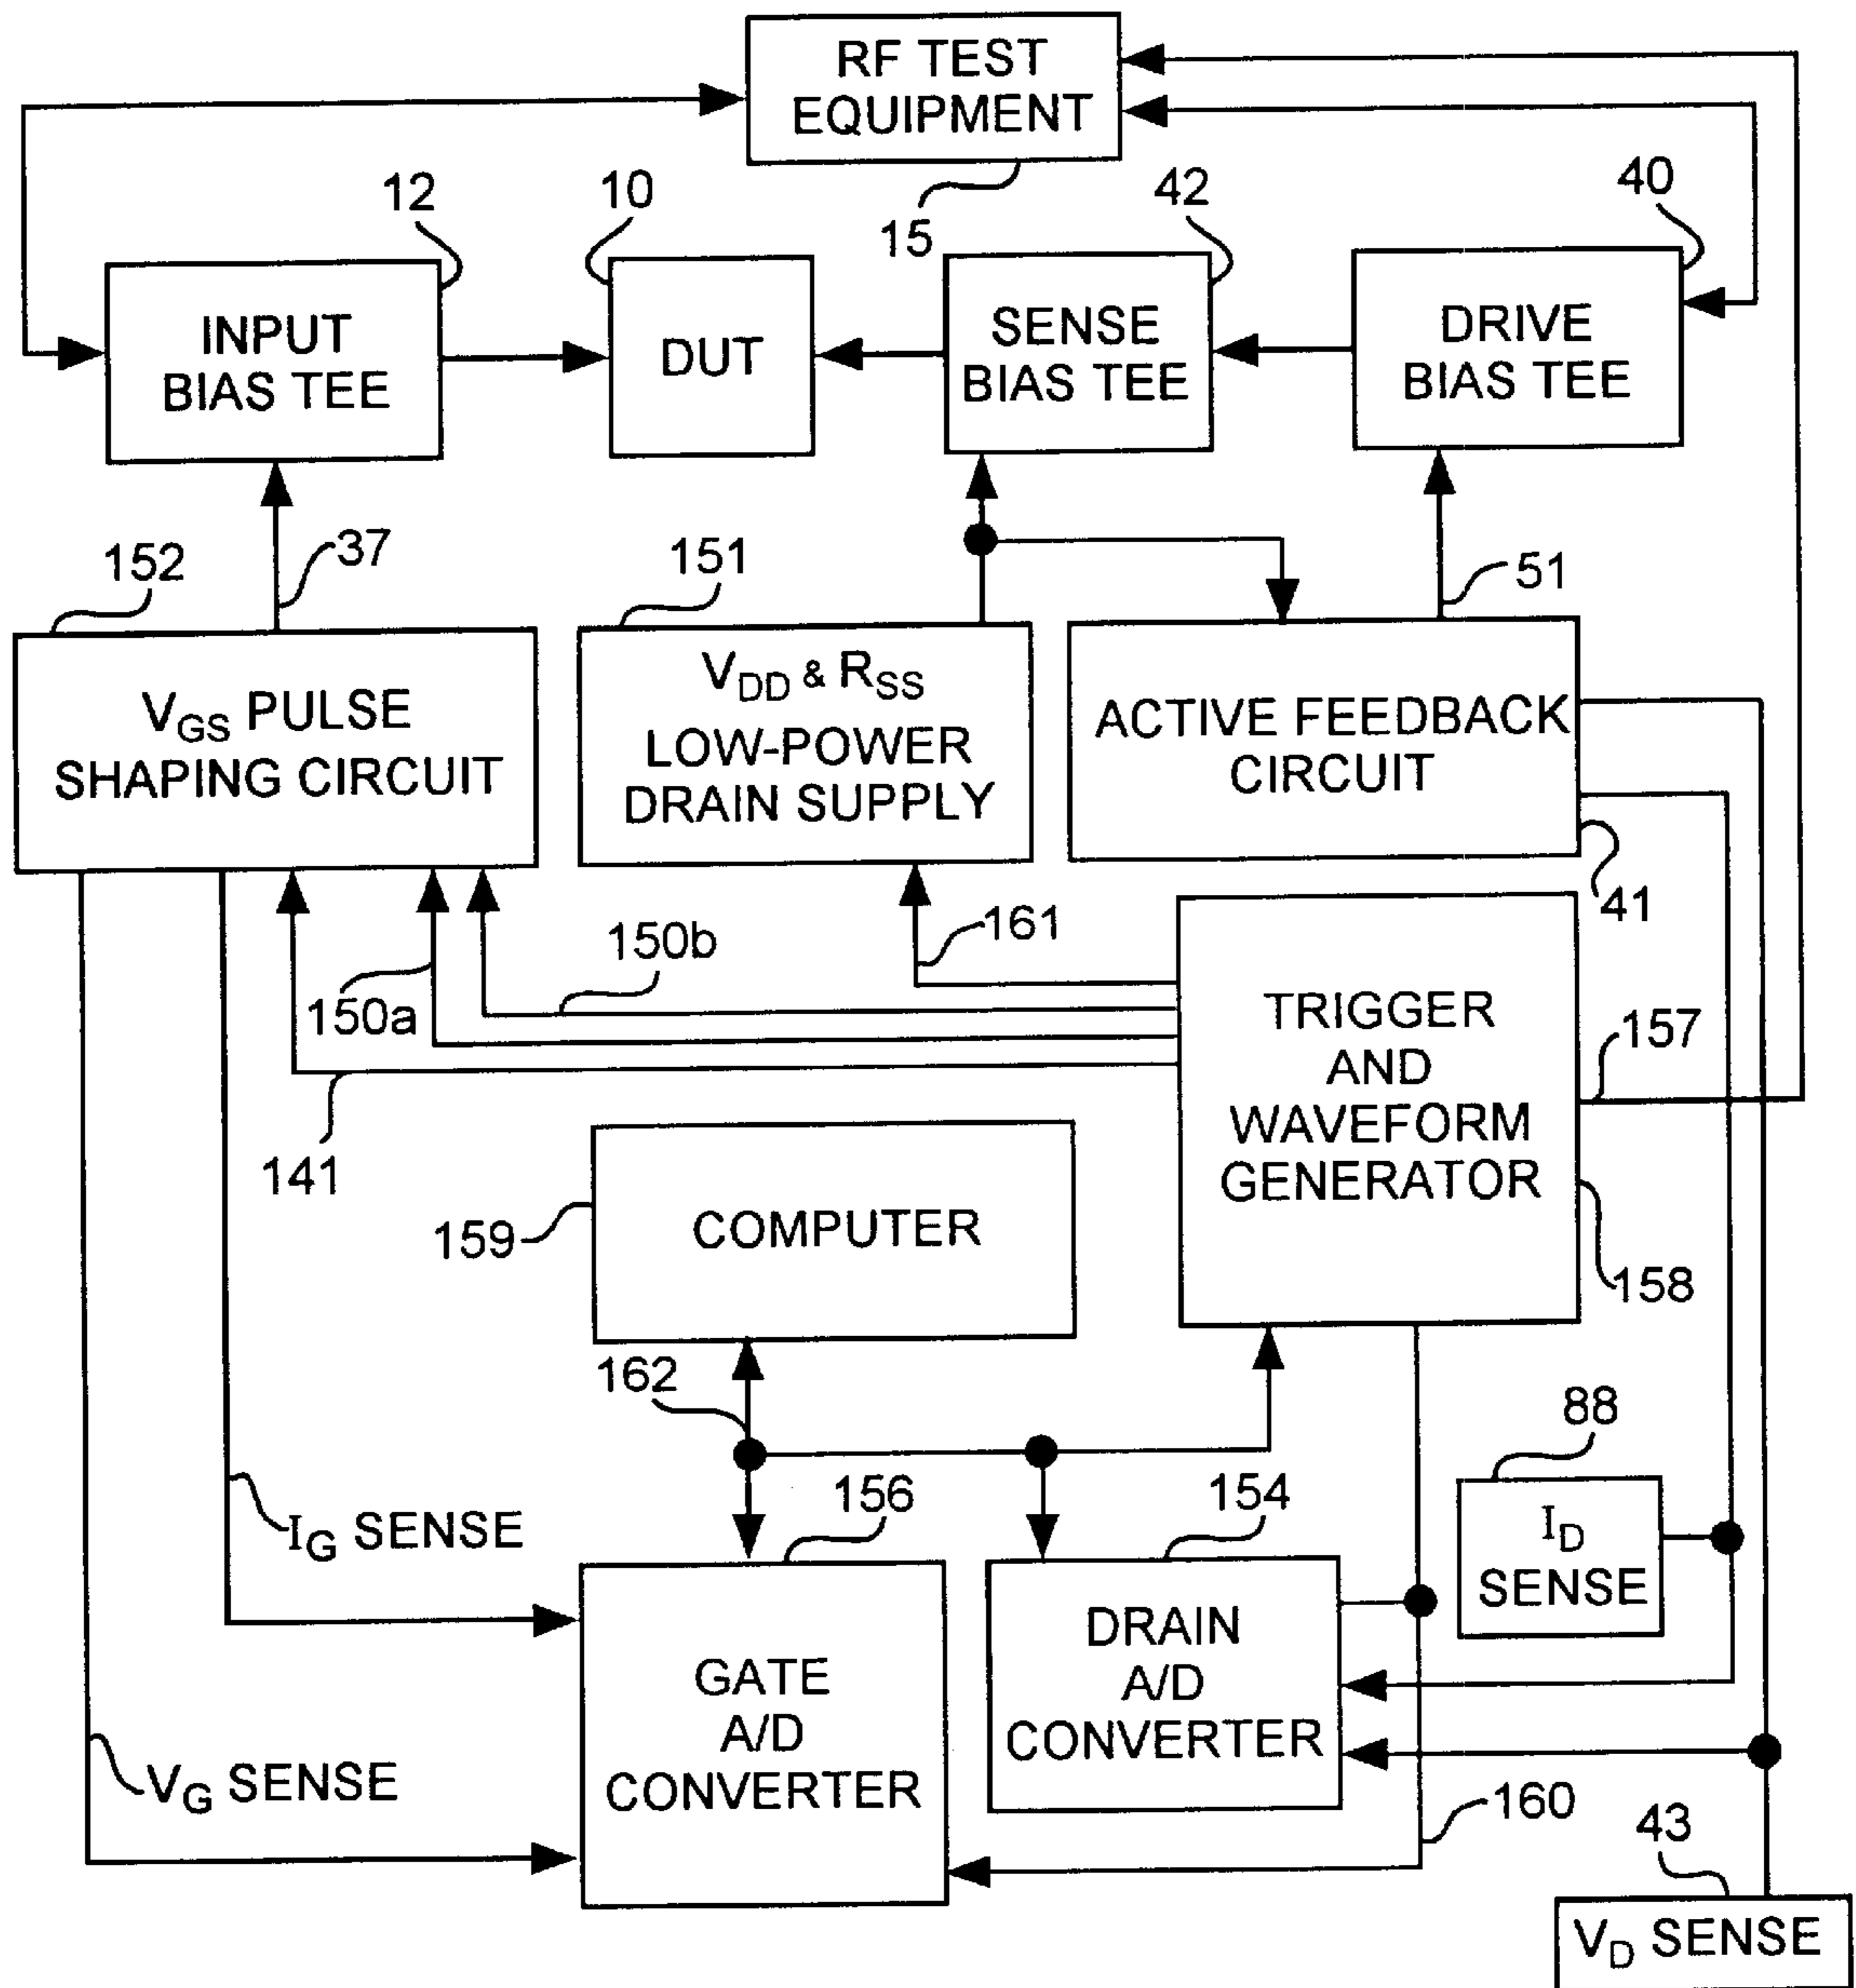 RF TEST
EQUIPMENT
15
12
10
42
40
INPUT
BIAS TEE
DUT
SENSE
BIAS TEE
DRIVE
BIAS TEE
152
37
151
51
VGS PULSE
SHAPING CIRCUIT
VDD & RSS
LOW-POWER
DRAIN SUPPLY
ACTIVE FEEDBACK
CIRCUIT
41
161
150b
150a
141
TRIGGER
AND
WAVEFORM
GENERATOR
157
158
159
COMPUTER
162
88
ID
SENSE
156
154
IG SENSE
GATE
A/D
CONVERTER
DRAIN
A/D
CONVERTER
VG SENSE
160
43
VD SENSE